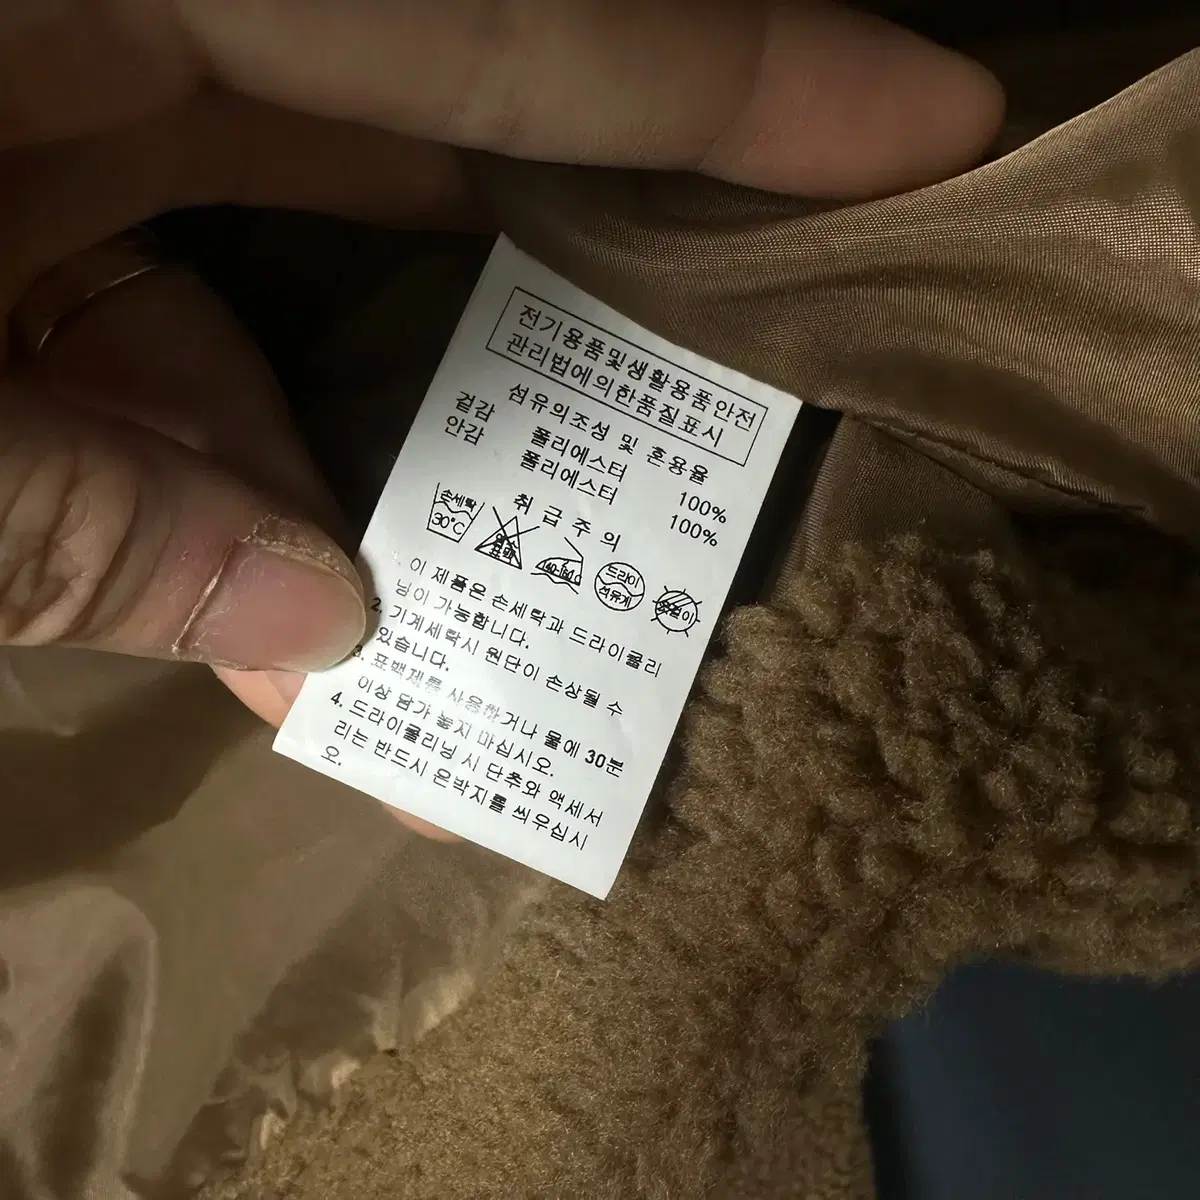 전기용품및생활용품안전
관리법에의한품질표시
섬유의조성 및 혼용율
겉감 폴리에스터 100%
안감 폴리에스터 100%
취급주의
손세탁 30°C
염소 표백
드라이 석유계
이 제품은 손세탁과 드라이클리
닝이 가능합니다.
2. 기계세탁시 원단이 손상될 수
있습니다.
3. 표백제를 사용하거나 물에 30분
이상 담가 놓지 마십시오.
4. 드라이클리닝 시 단추와 액세서
리는 반드시 은박지를 씌우십시
오.